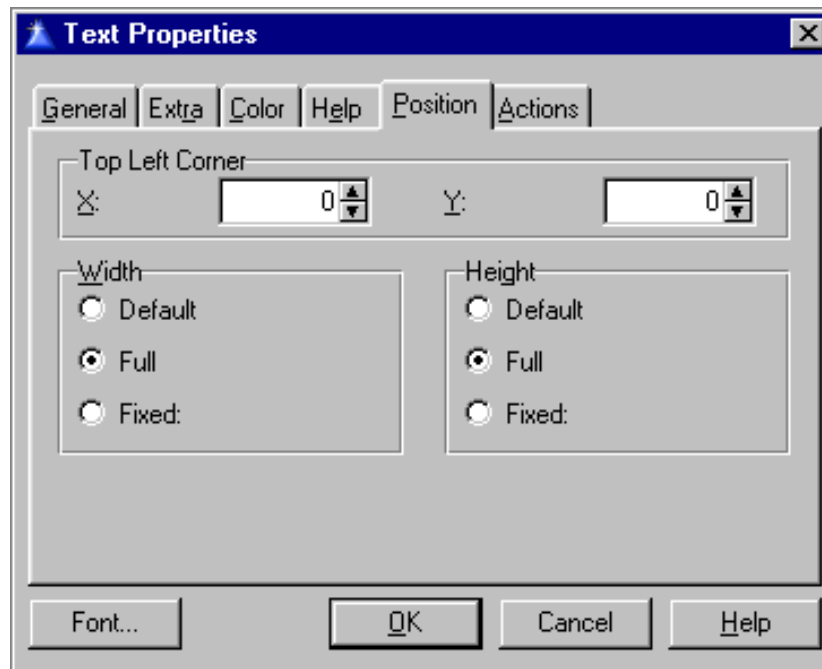 Text Properties
General Extra Color Help Position Actions
Top Left Corner
X: 0 Y: 0
Width Height
Default Default
Full Full
Fixed: Fixed:
Font... OK Cancel Help